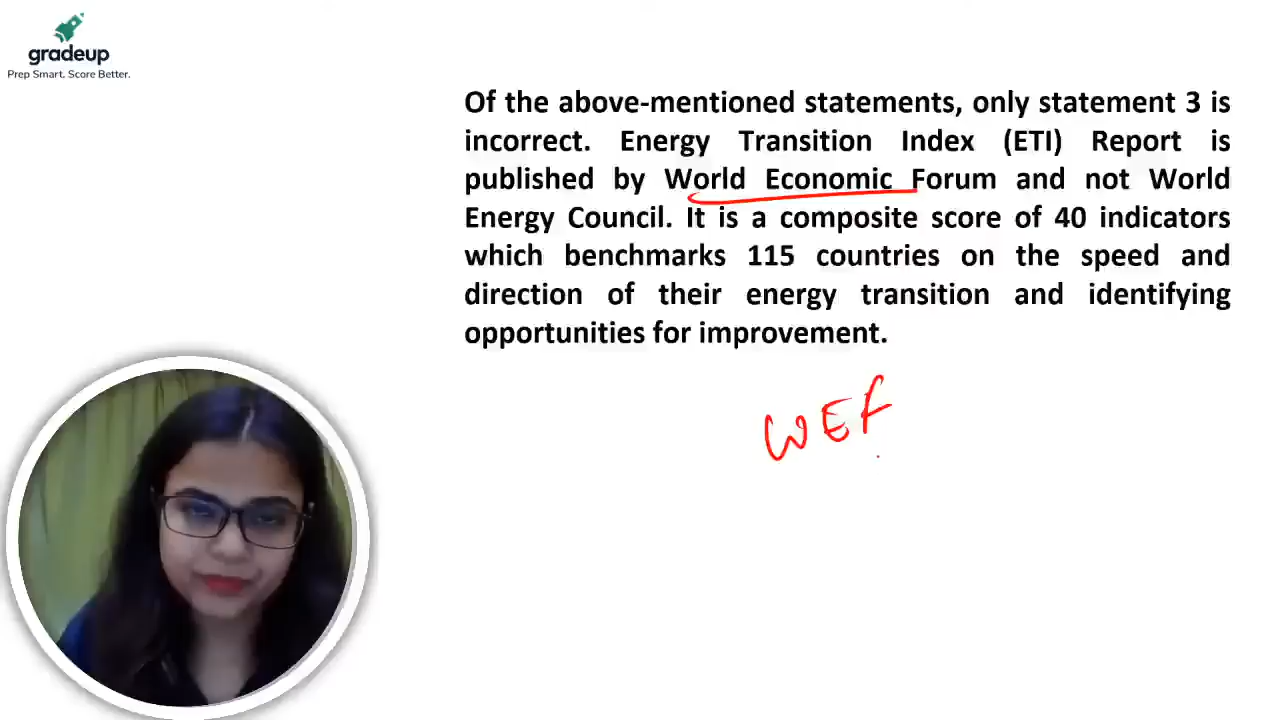 gradeup
Prep Smart. Score Better.
Of the above-mentioned statements, only statement 3 is
incorrect. Energy Transition Index (ETI) Report is
published by World Economic Forum and not World
Energy Council. It is a composite score of 40 indicators
which benchmarks 115 countries on the speed and
direction of their energy transition and identifying
opportunities for improvement.
WEF